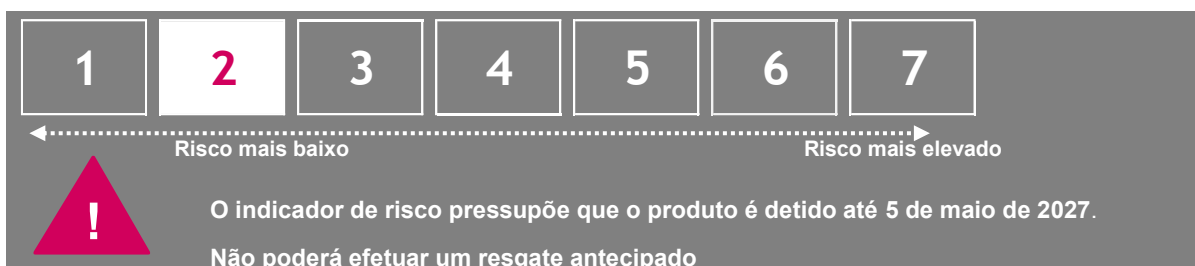 1 2 3 4 5 6 7
Risco mais baixo Risco mais elevado
! O indicador de risco pressupõe que o produto é detido até 5 de maio de 2027.
Não poderá efetuar um resgate antecipado